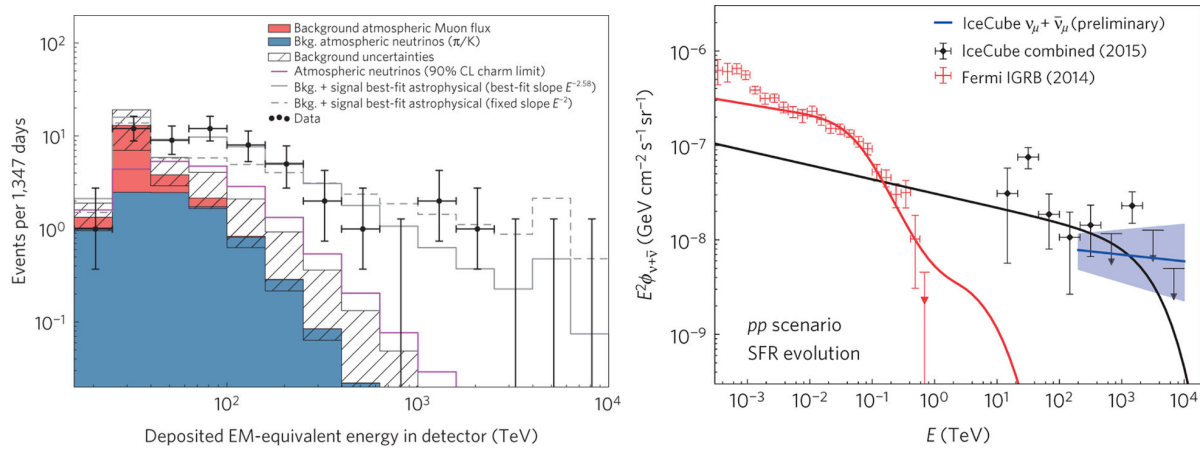 Background atmospheric Muon flux
Bkg. atmospheric neutrinos (π/K)
Background uncertainties
Atmospheric neutrinos (90% CL charm limit)
Bkg. + signal best-fit astrophysical (best-fit slope E⁻²·⁵⁸)
Bkg. + signal best-fit astrophysical (fixed slope E⁻²)
Data
Events per 1,347 days
10²
10¹
10⁰
10⁻¹
10² 10³ 10⁴
Deposited EM-equivalent energy in detector (TeV)
IceCube νμ + ν̄μ (preliminary)
IceCube combined (2015)
Fermi IGRB (2014)
E²ϕν+ν̄ (GeV cm⁻² s⁻¹ sr⁻¹)
10⁻⁶
10⁻⁷
10⁻⁸
10⁻⁹
pp scenario
SFR evolution
10⁻³ 10⁻² 10⁻¹ 10⁰ 10¹ 10² 10³ 10⁴
E (TeV)